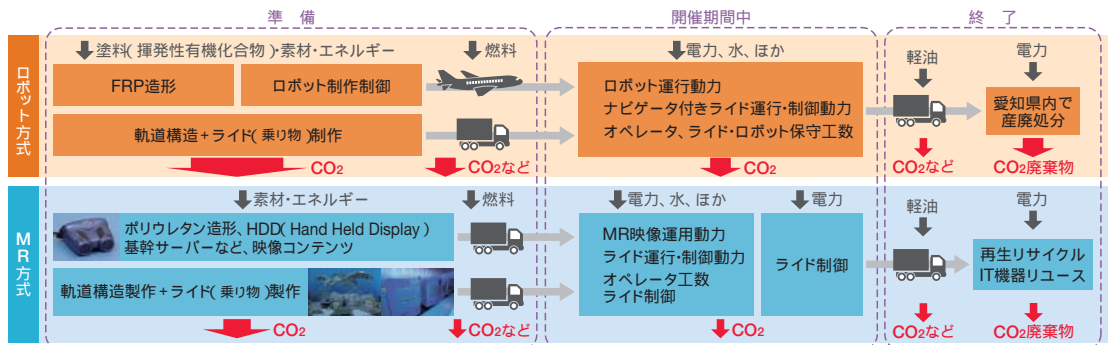 準 備
開催期間中
終 了
ロボット方式
塗料(揮発性有機化合物)・素材・エネルギー
燃料
電力、水、ほか
軽油
電力
FRP造形
ロボット制作制御
軌道構造+ライド(乗り物)制作
ロボット運行動力
ナビゲータ付きライド運行・制御動力
オペレータ、ライド・ロボット保守工数
愛知県内で
産廃処分
CO2
CO2など
CO2
CO2など
CO2廃棄物
MR方式
素材・エネルギー
燃料
電力、水、ほか
電力
軽油
電力
ポリウレタン造形、HDD(Hand Held Display)
基幹サーバーなど、映像コンテンツ
軌道構造製作+ライド(乗り物)製作
MR映像運用動力
ライド運行・制御動力
オペレータ工数
ライド制御
ライド制御
再生リサイクル
IT機器リユース
CO2
CO2など
CO2
CO2など
CO2廃棄物